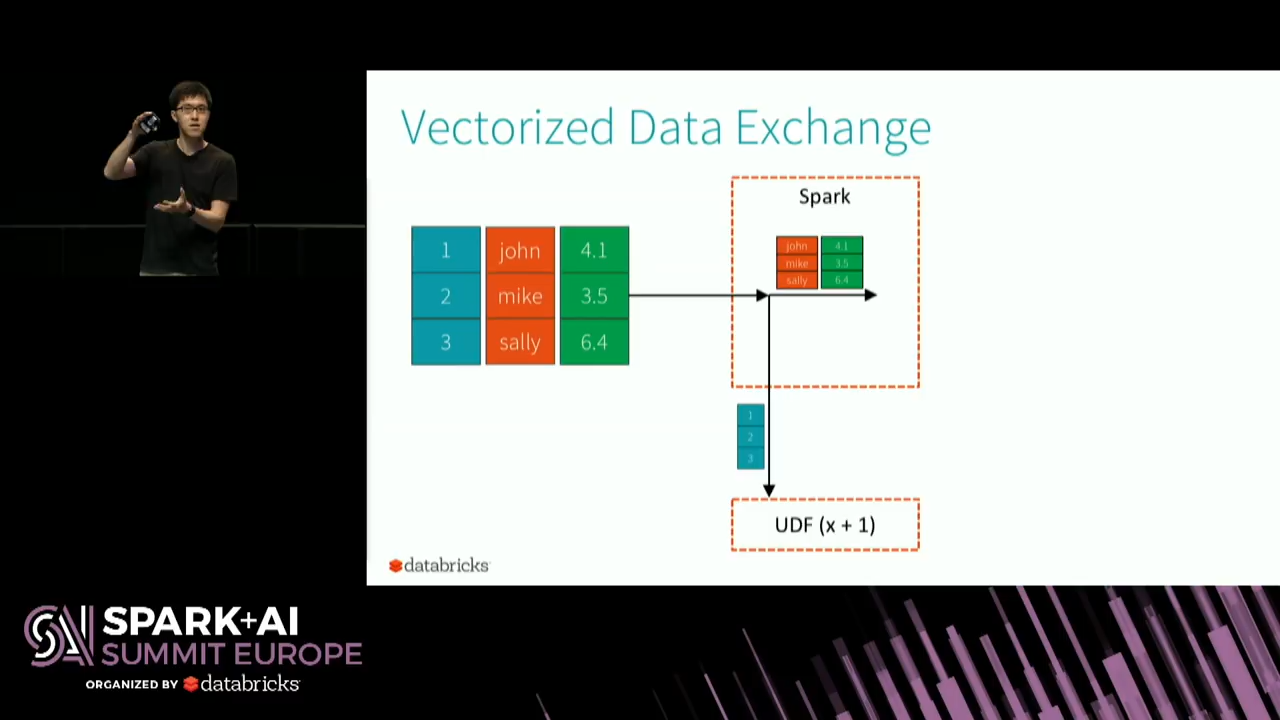 Vectorized Data Exchange
Spark
1 john 4.1
2 mike 3.5
3 sally 6.4
john 4.1
mike 3.5
sally 6.4
1
2
3
UDF (x + 1)
databricks
SPARK+AI
SUMMIT EUROPE
ORGANIZED BY databricks